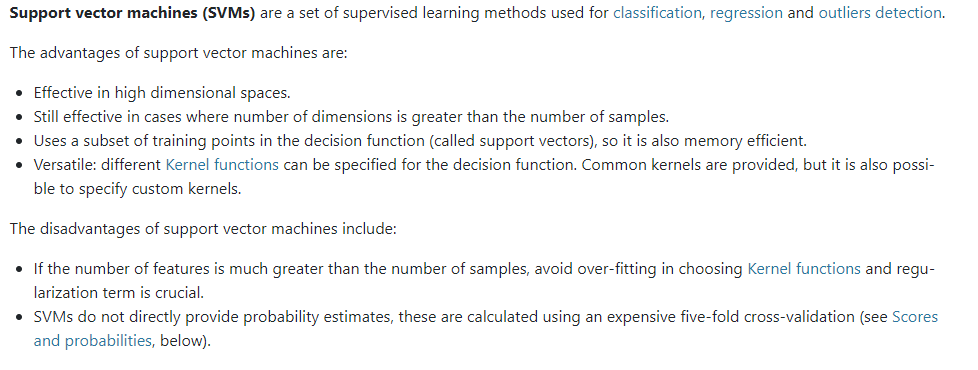 Support vector machines (SVMs) are a set of supervised learning methods used for classification, regression and outliers detection.
The advantages of support vector machines are:
• Effective in high dimensional spaces.
• Still effective in cases where number of dimensions is greater than the number of samples.
• Uses a subset of training points in the decision function (called support vectors), so it is also memory efficient.
• Versatile: different Kernel functions can be specified for the decision function. Common kernels are provided, but it is also possi-
ble to specify custom kernels.
The disadvantages of support vector machines include:
• If the number of features is much greater than the number of samples, avoid over-fitting in choosing Kernel functions and regu-
larization term is crucial.
• SVMs do not directly provide probability estimates, these are calculated using an expensive five-fold cross-validation (see Scores
and probabilities, below).